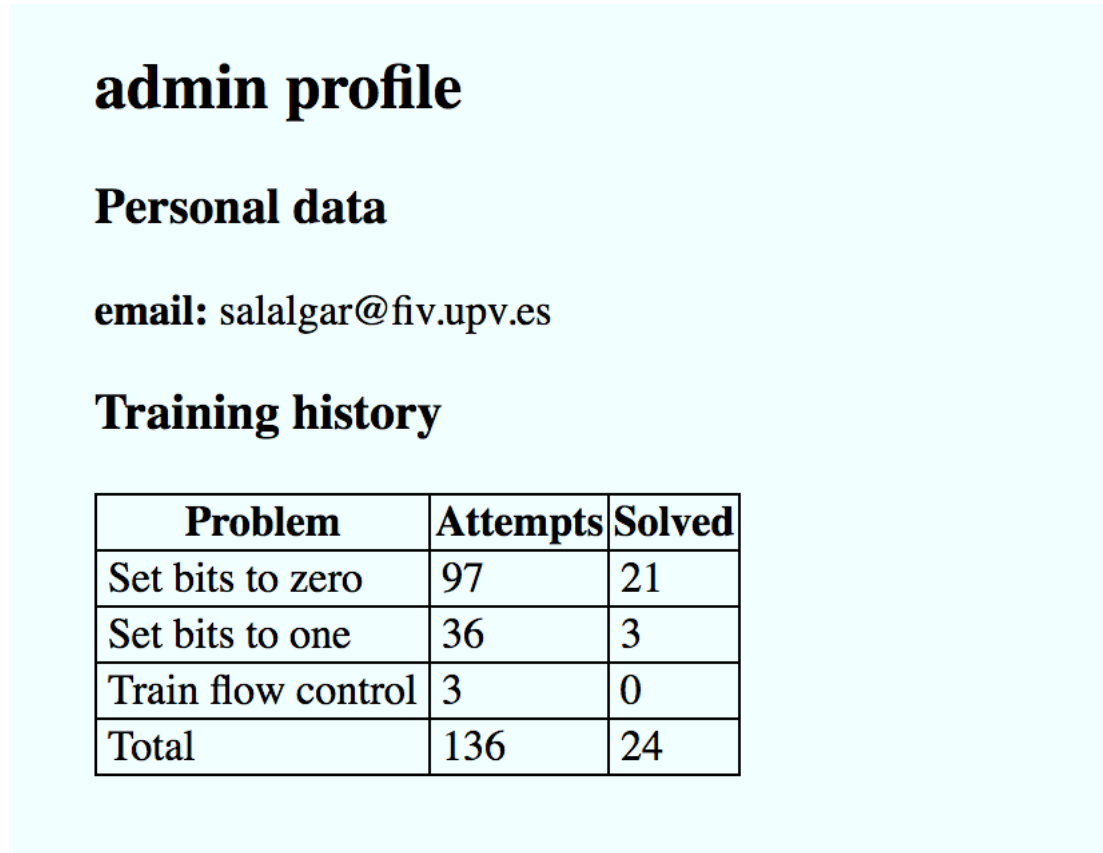 admin profile
Personal data
email: salalgar@fiv.upv.es
Training history
Problem Attempts Solved
Set bits to zero 97 21
Set bits to one 36 3
Train flow control 3 0
Total 136 24